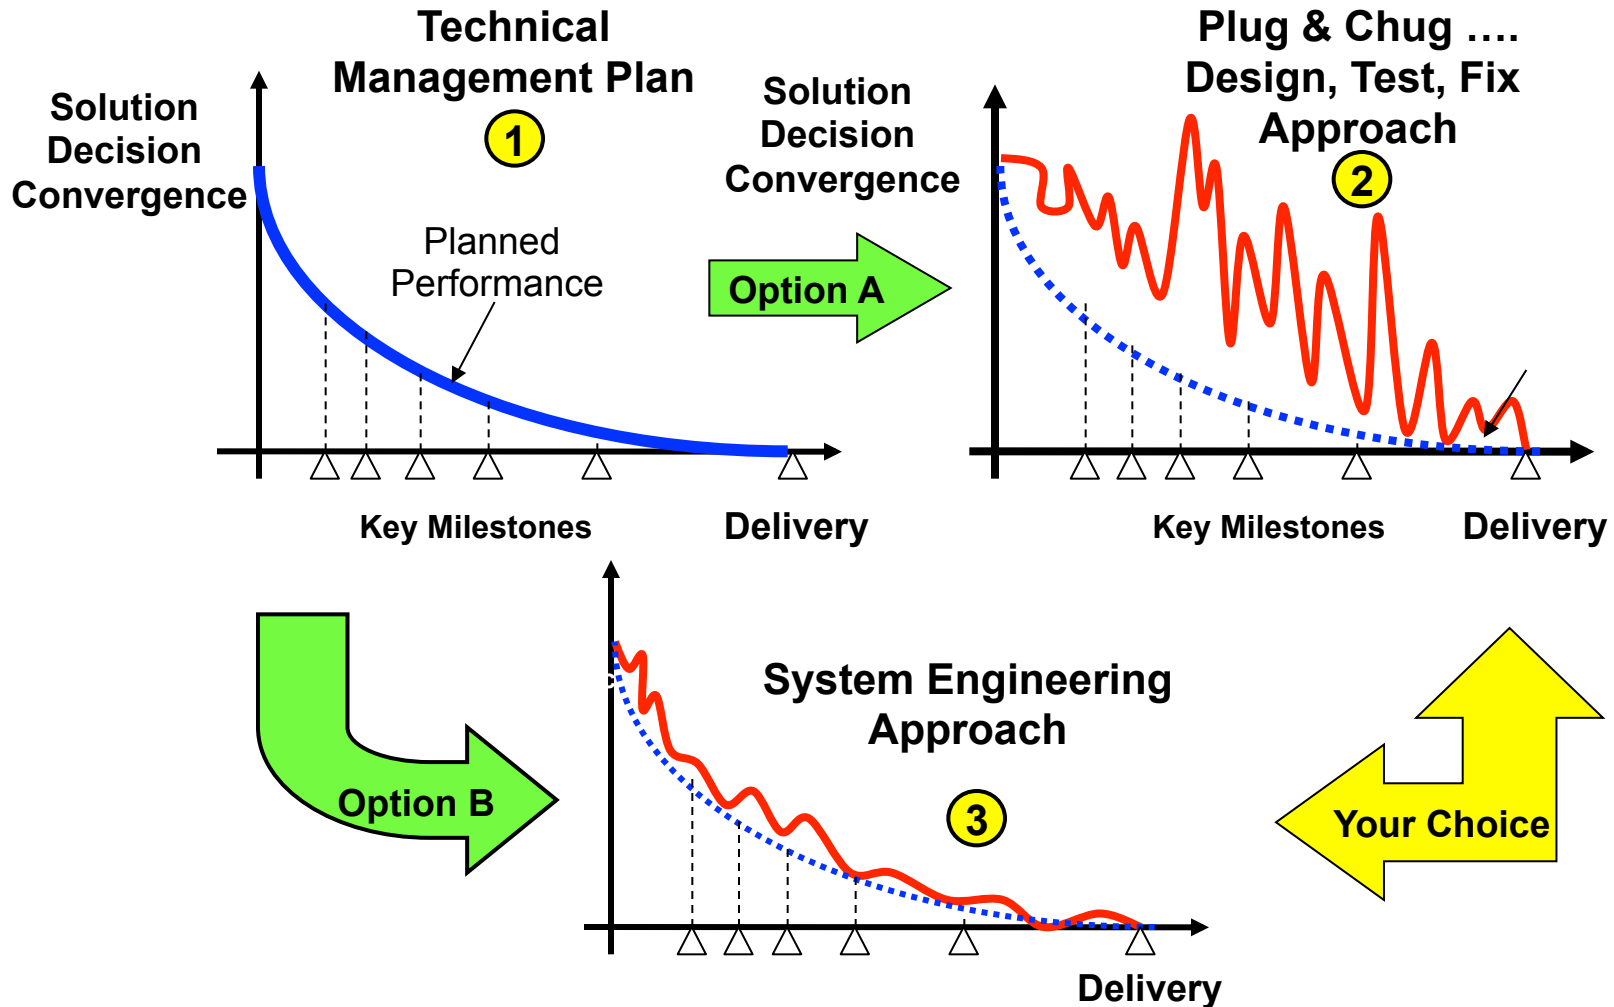 Technical
Management Plan
1
Solution
Decision
Convergence
Planned
Performance
Key Milestones
Delivery
Option A
Plug & Chug ....
Design, Test, Fix
Approach
2
Solution
Decision
Convergence
Key Milestones
Delivery
Option B
System Engineering
Approach
3
Delivery
Your Choice